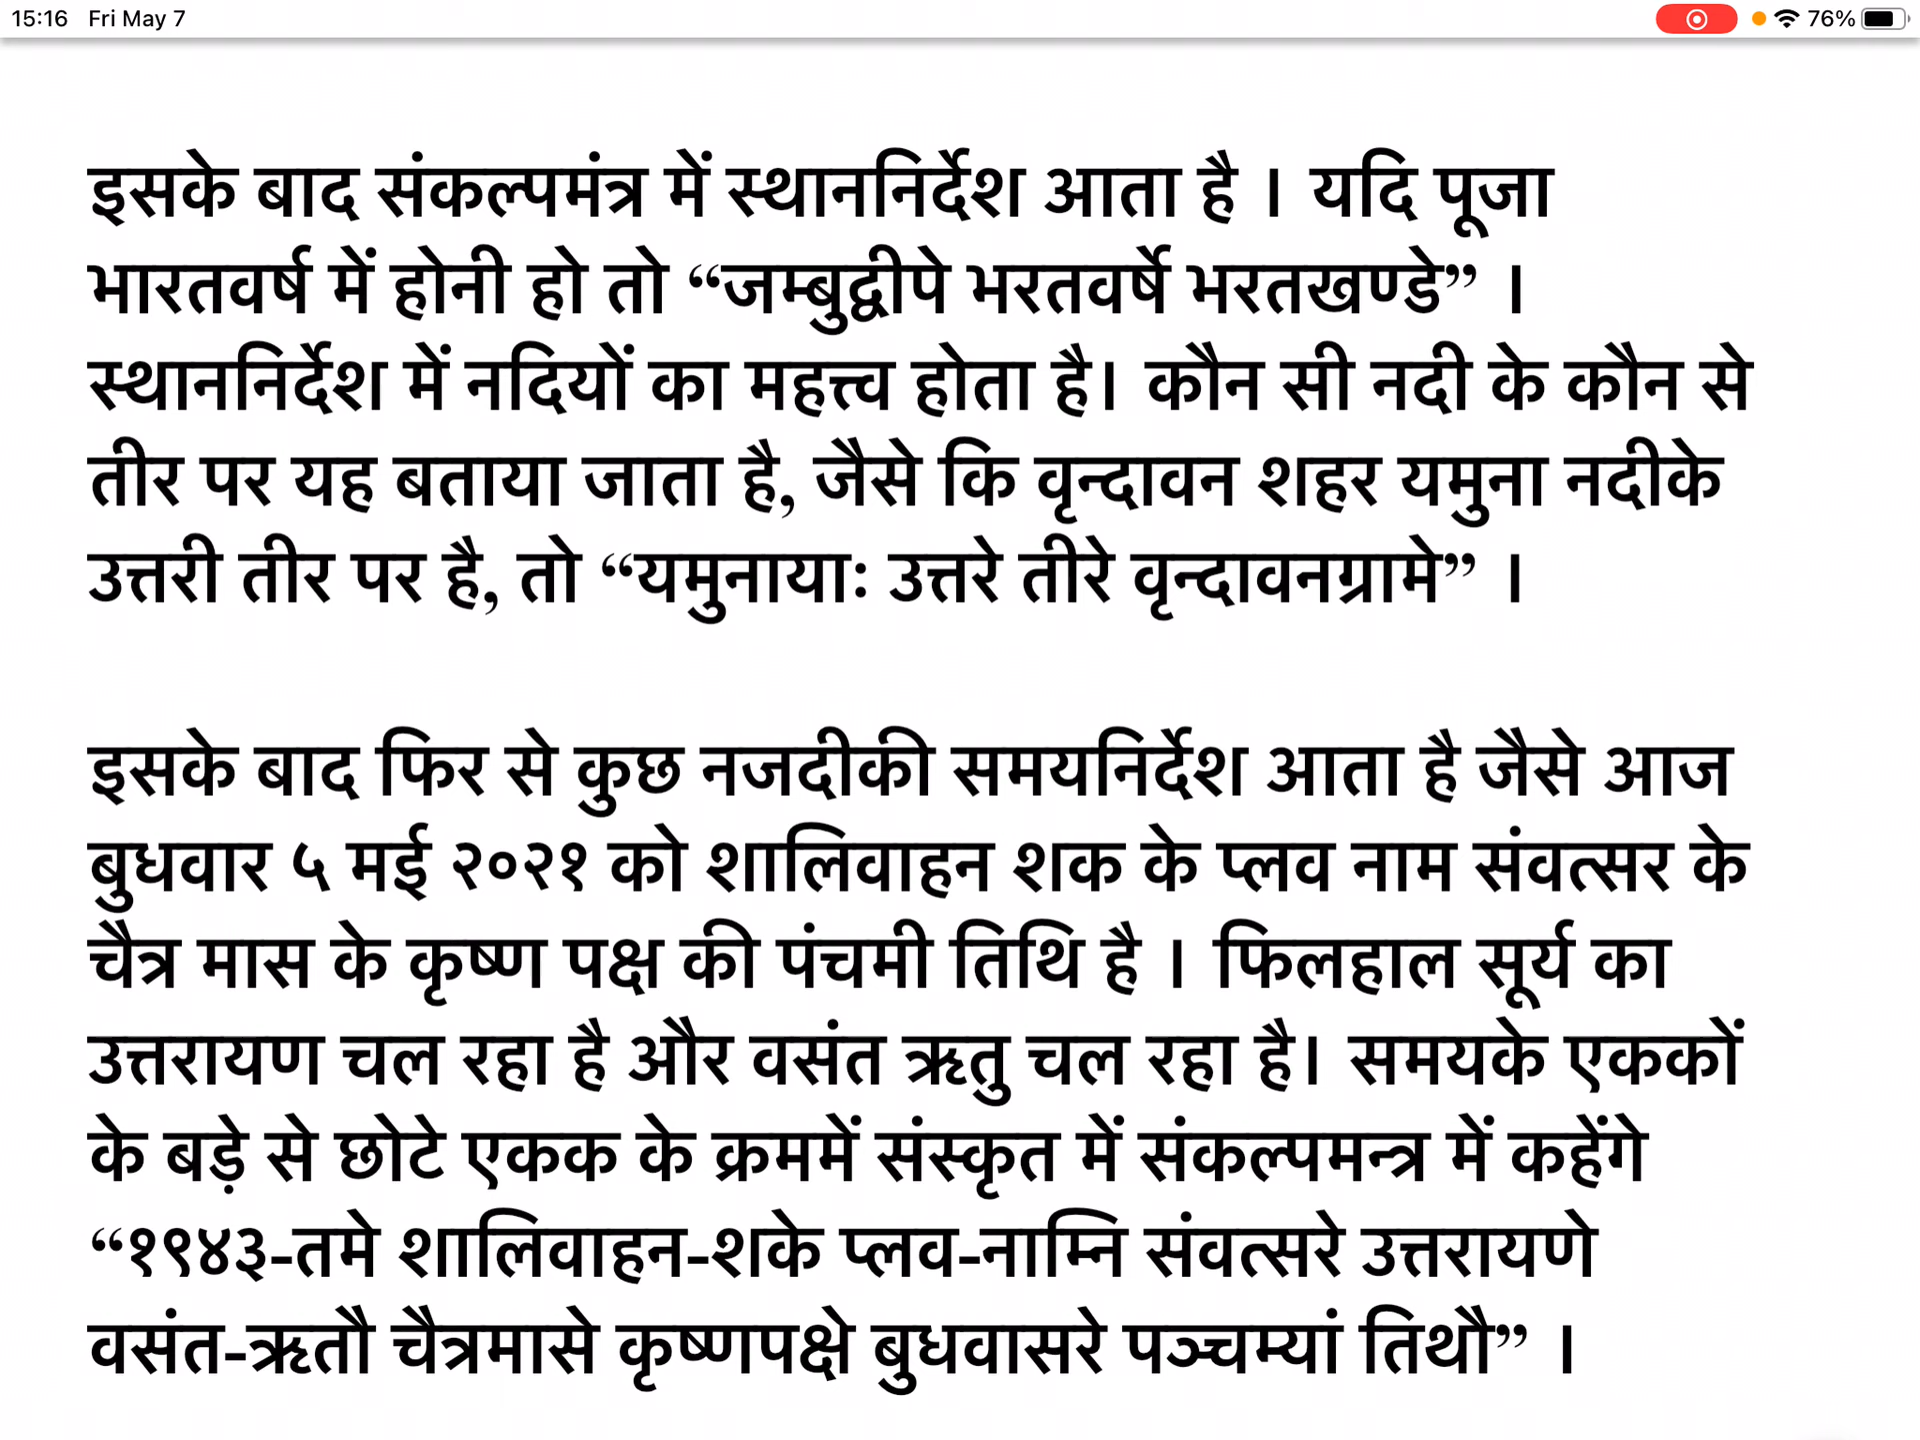 15:16 Fri May 7 76%
इसके बाद संकल्पमंत्र में स्थाननिर्देश आता है । यदि पूजा
भारतवर्ष में होनी हो तो “जम्बुद्वीपे भरतवर्षे भरतखण्डे” ।
स्थाननिर्देश में नदियों का महत्त्व होता है। कौन सी नदी के कौन से
तीर पर यह बताया जाता है, जैसे कि वृन्दावन शहर यमुना नदीके
उत्तरी तीर पर है, तो “यमुनायाः उत्तरे तीरे वृन्दावनग्रामे” ।
इसके बाद फिर से कुछ नजदीकी समयनिर्देश आता है जैसे आज
बुधवार ५ मई २०२१ को शालिवाहन शक के प्लव नाम संवत्सर के
चैत्र मास के कृष्ण पक्ष की पंचमी तिथि है । फिलहाल सूर्य का
उत्तरायण चल रहा है और वसंत ऋतु चल रहा है। समयके एककों
के बड़े से छोटे एकक के क्रममें संस्कृत में संकल्पमन्त्र में कहेंगे
“१९४३-तमे शालिवाहन-शके प्लव-नाम्नि संवत्सरे उत्तरायणे
वसंत-ऋतौ चैत्रमासे कृष्णपक्षे बुधवासरे पञ्चम्यां तिथौ” ।